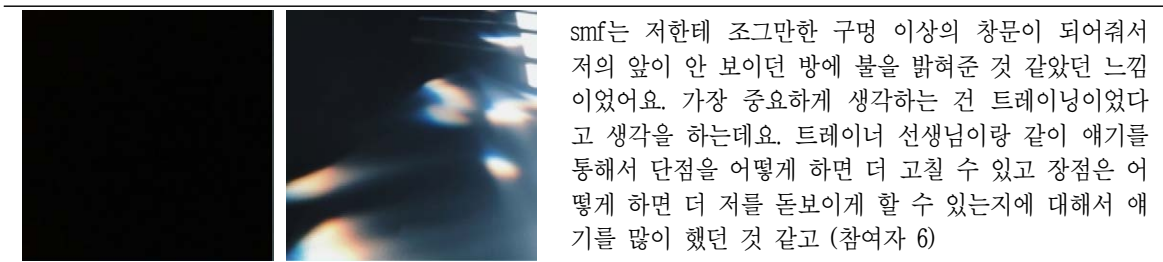 smf는 저한테 조그만한 구멍 이상의 창문이 되어줘서
저의 앞이 안 보이던 방에 불을 밝혀준 것 같았던 느낌
이었어요. 가장 중요하게 생각하는 건 트레이닝이었다
고 생각을 하는데요. 트레이너 선생님이랑 같이 얘기를
통해서 단점을 어떻게 하면 더 고칠 수 있고 장점은 어
떻게 하면 더 저를 돋보이게 할 수 있는지에 대해서 얘
기를 많이 했던 것 같고 (참여자 6)